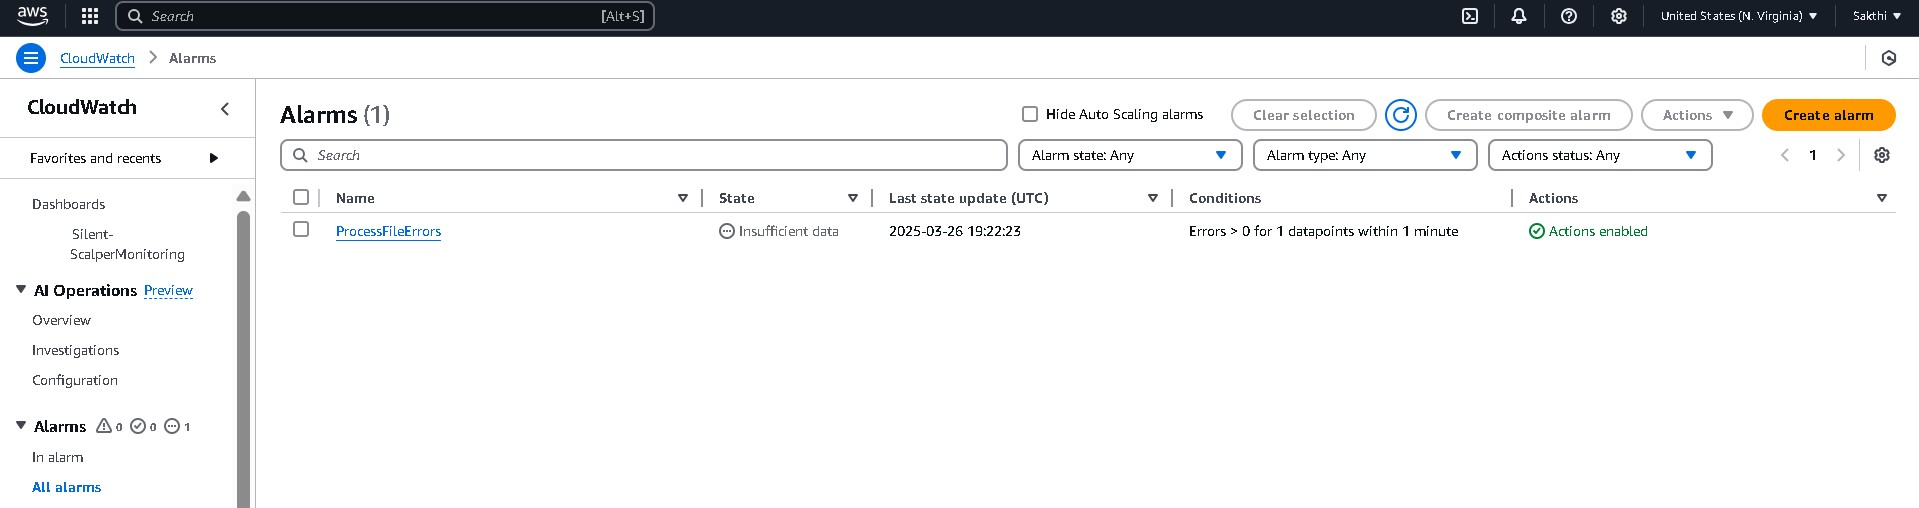 aws
Search [Alt+S]
United States (N. Virginia) Sakthi
CloudWatch Alarms
CloudWatch
Favorites and recents
Dashboards
Silent-
ScalperMonitoring
AI Operations Preview
Overview
Investigations
Configuration
Alarms 0 0 1
In alarm
All alarms
Alarms (1)
Hide Auto Scaling alarms Clear selection Create composite alarm Actions Create alarm
Search Alarm state: Any Alarm type: Any Actions status: Any 1
Name State Last state update (UTC) Conditions Actions
ProcessFileErrors Insufficient data 2025-03-26 19:22:23 Errors > 0 for 1 datapoints within 1 minute Actions enabled